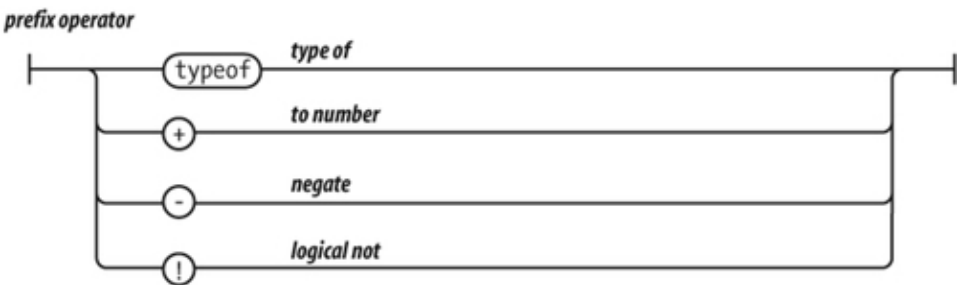 prefix operator
typeof type of
+ to number
- negate
! logical not